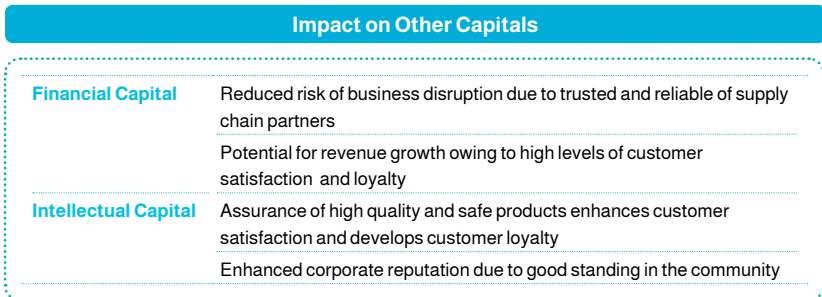 Impact on Other Capitals
Financial Capital
Reduced risk of business disruption due to trusted and reliable of supply
chain partners
Potential for revenue growth owing to high levels of customer
satisfaction and loyalty
Intellectual Capital
Assurance of high quality and safe products enhances customer
satisfaction and develops customer loyalty
Enhanced corporate reputation due to good standing in the community